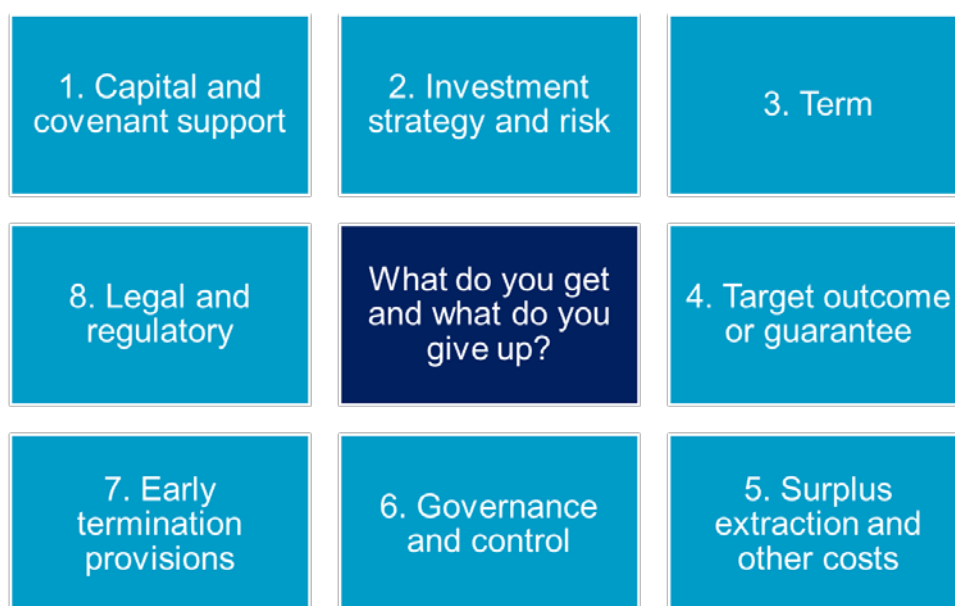 1. Capital and
covenant support
2. Investment
strategy and risk
3. Term
8. Legal and
regulatory
What do you get
and what do you
give up?
4. Target outcome
or guarantee
7. Early
termination
provisions
6. Governance
and control
5. Surplus
extraction and
other costs